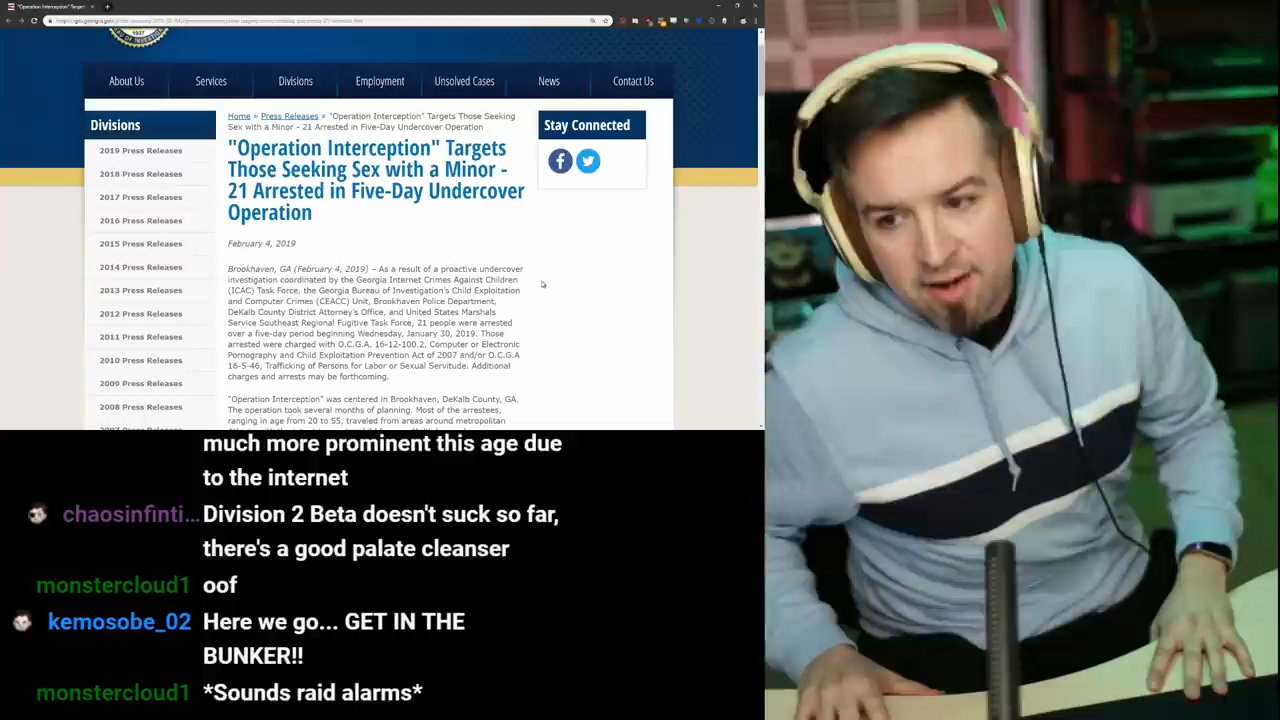 "Operation Interception" Target
1937
About Us
Services
Divisions
Employment
Unsolved Cases
News
Contact Us
Divisions
2019 Press Releases
2018 Press Releases
2017 Press Releases
2016 Press Releases
2015 Press Releases
2014 Press Releases
2013 Press Releases
2012 Press Releases
2011 Press Releases
2010 Press Releases
2009 Press Releases
2008 Press Releases
Home » Press Releases » "Operation Interception" Targets Those Seeking
Sex with a Minor - 21 Arrested in Five-Day Undercover Operation
"Operation Interception" Targets
Those Seeking Sex with a Minor -
21 Arrested in Five-Day Undercover
Operation
February 4, 2019
Brookhaven, GA (February 4, 2019) – As a result of a proactive undercover
investigation coordinated by the Georgia Internet Crimes Against Children
(ICAC) Task Force, the Georgia Bureau of Investigation's Child Exploitation
and Computer Crimes (CEACC) Unit, Brookhaven Police Department,
DeKalb County District Attorney's Office, and United States Marshals
Service Southeast Regional Fugitive Task Force, 21 people were arrested
over a five-day period beginning Wednesday, January 30, 2019. Those
arrested were charged with O.C.G.A. 16-12-100.2, Computer or Electronic
Pornography and Child Exploitation Prevention Act of 2007 and/or O.C.G.A
16-5-46, Trafficking of Persons for Labor or Sexual Servitude. Additional
charges and arrests may be forthcoming.
"Operation Interception" was centered in Brookhaven, DeKalb County, GA.
The operation took several months of planning. Most of the arrestees,
ranging in age from 20 to 55, traveled from areas around metropolitan
Stay Connected
much more prominent this age due
to the internet
chaosinfinti... Division 2 Beta doesn't suck so far,
there's a good palate cleanser
monstercloud1 oof
kemosobe_02 Here we go... GET IN THE
BUNKER!!
monstercloud1 *Sounds raid alarms*